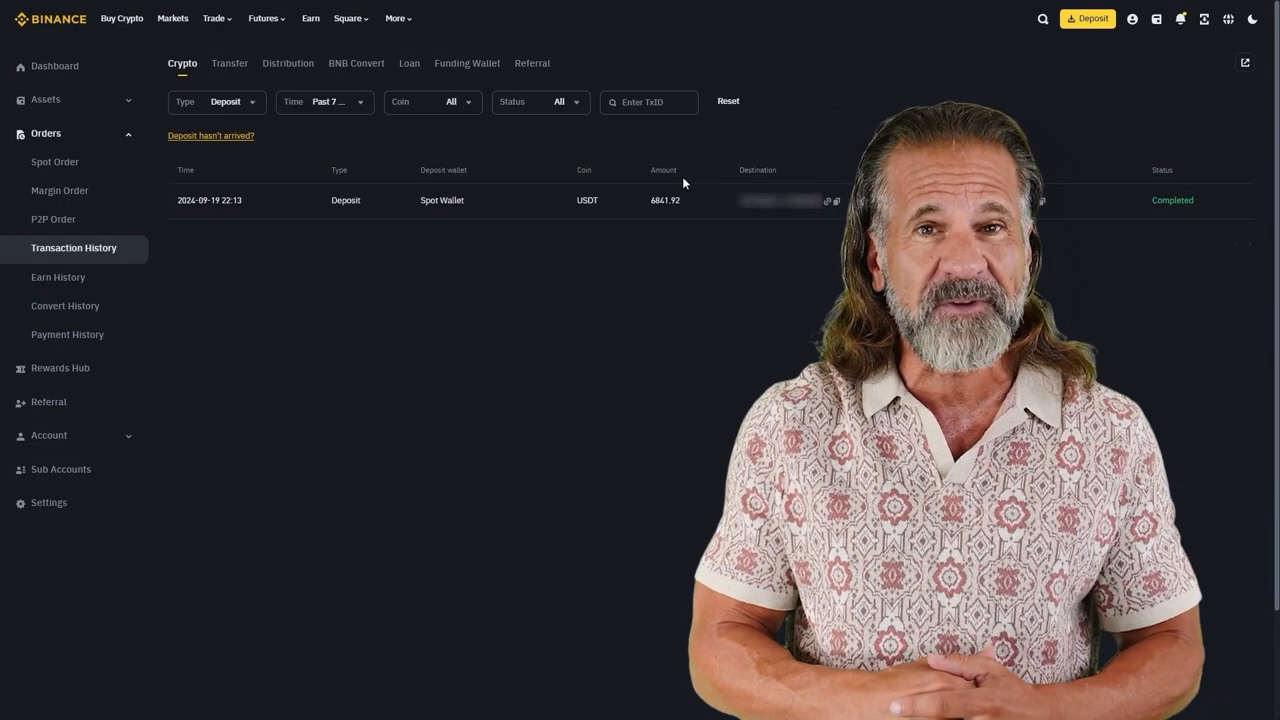 BINANCE Buy Crypto Markets Trade Futures Earn Square More Deposit
Crypto Transfer Distribution BNB Convert Loan Funding Wallet Referral
Type Deposit Time Past 7 ... Coin All Status All Enter TxID Reset
Deposit hasn't arrived?
Time Type Deposit wallet Coin Amount Destination Status
2024-09-19 22:13 Deposit Spot Wallet USDT 6841.92 Completed
Dashboard
Assets
Orders
Spot Order
Margin Order
P2P Order
Transaction History
Earn History
Convert History
Payment History
Rewards Hub
Referral
Account
Sub Accounts
Settings